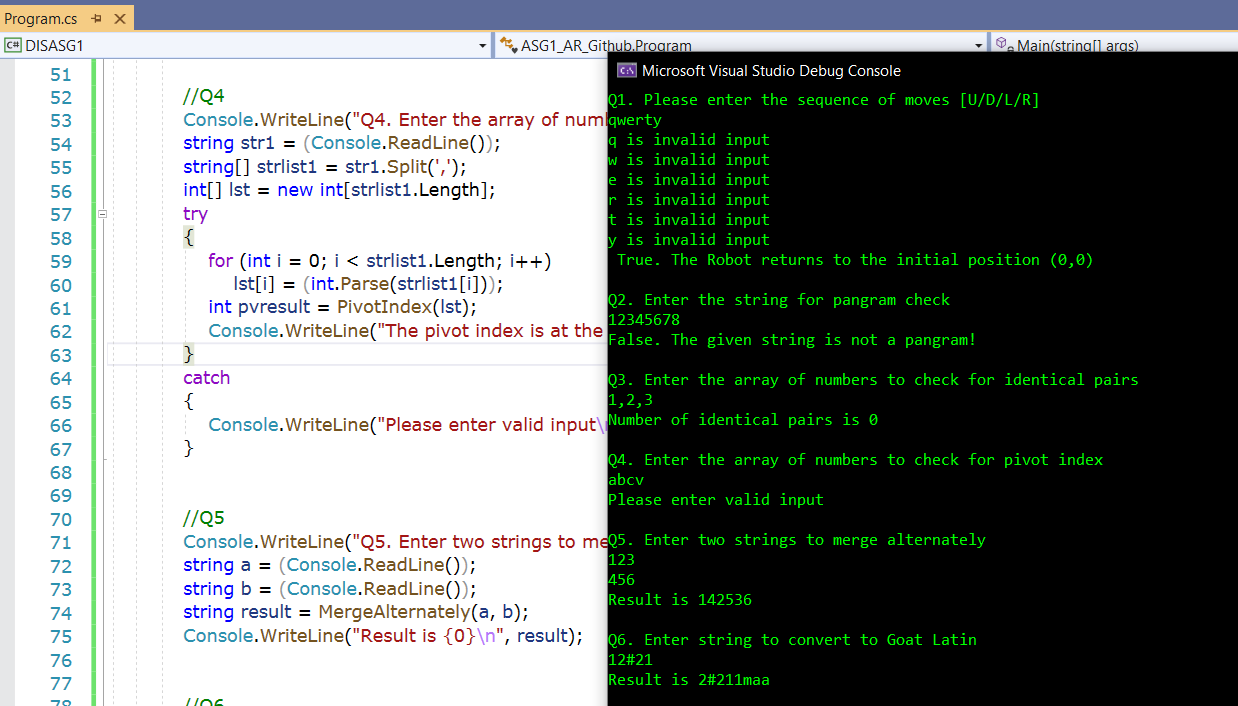 Program.cs
C# DISASG1
ASG1_AR_Github.Program
Main(string[] args)
51
52 //Q4
53 Console.WriteLine("Q4. Enter the array of num
54 string str1 = (Console.ReadLine());
55 string[] strlist1 = str1.Split(',');
56 int[] lst = new int[strlist1.Length];
57 try
58 {
59 for (int i = 0; i < strlist1.Length; i++)
60 lst[i] = (int.Parse(strlist1[i]));
61 int pvresult = PivotIndex(lst);
62 Console.WriteLine("The pivot index is at the
63 }
64 catch
65 {
66 Console.WriteLine("Please enter valid input\
67 }
68
69
70 //Q5
71 Console.WriteLine("Q5. Enter two strings to me
72 string a = (Console.ReadLine());
73 string b = (Console.ReadLine());
74 string result = MergeAlternately(a, b);
75 Console.WriteLine("Result is {0}\n", result);
76
77
78 //Q6
Microsoft Visual Studio Debug Console
Q1. Please enter the sequence of moves [U/D/L/R]
qwerty
q is invalid input
w is invalid input
e is invalid input
r is invalid input
t is invalid input
y is invalid input
True. The Robot returns to the initial position (0,0)
Q2. Enter the string for pangram check
12345678
False. The given string is not a pangram!
Q3. Enter the array of numbers to check for identical pairs
1,2,3
Number of identical pairs is 0
Q4. Enter the array of numbers to check for pivot index
abcv
Please enter valid input
Q5. Enter two strings to merge alternately
123
456
Result is 142536
Q6. Enter string to convert to Goat Latin
12#21
Result is 2#211maa